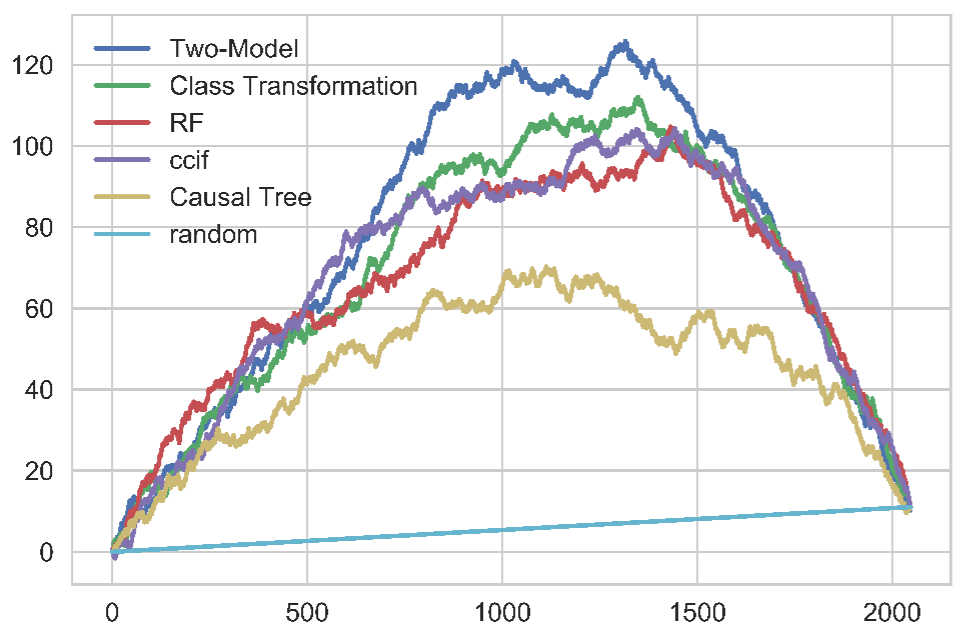 Two-Model
Class Transformation
RF
ccif
Causal Tree
random
120
100
80
60
40
20
0
0 500 1000 1500 2000